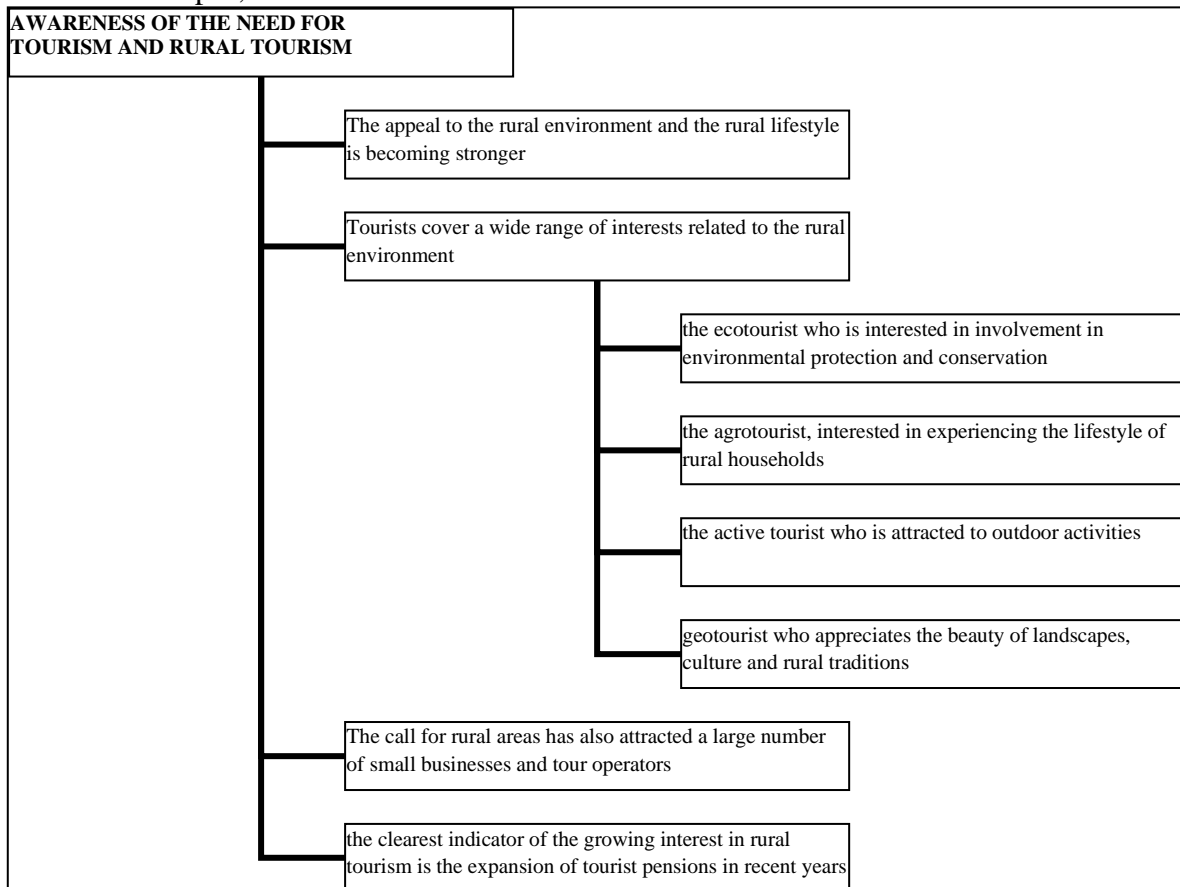 AWARENESS OF THE NEED FOR
TOURISM AND RURAL TOURISM
The appeal to the rural environment and the rural lifestyle
is becoming stronger
Tourists cover a wide range of interests related to the rural
environment
the ecotourist who is interested in involvement in
environmental protection and conservation
the agrotourist, interested in experiencing the lifestyle of
rural households
the active tourist who is attracted to outdoor activities
geotourist who appreciates the beauty of landscapes,
culture and rural traditions
The call for rural areas has also attracted a large number
of small businesses and tour operators
the clearest indicator of the growing interest in rural
tourism is the expansion of tourist pensions in recent years